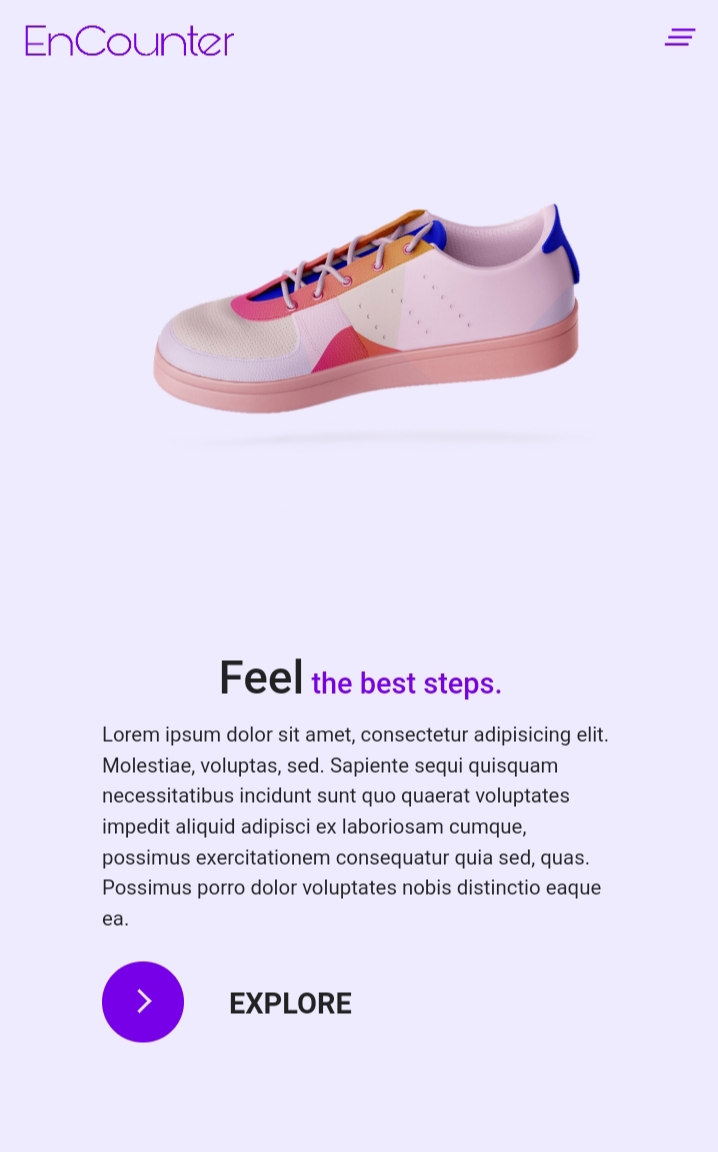 EnCounter
Feel the best steps.
Lorem ipsum dolor sit amet, consectetur adipisicing elit.
Molestiae, voluptas, sed. Sapiente sequi quisquam
necessitatibus incidunt sunt quo quaerat voluptates
impedit aliquid adipisci ex laboriosam cumque,
possimus exercitationem consequatur quia sed, quas.
Possimus porro dolor voluptates nobis distinctio eaque
ea.
EXPLORE